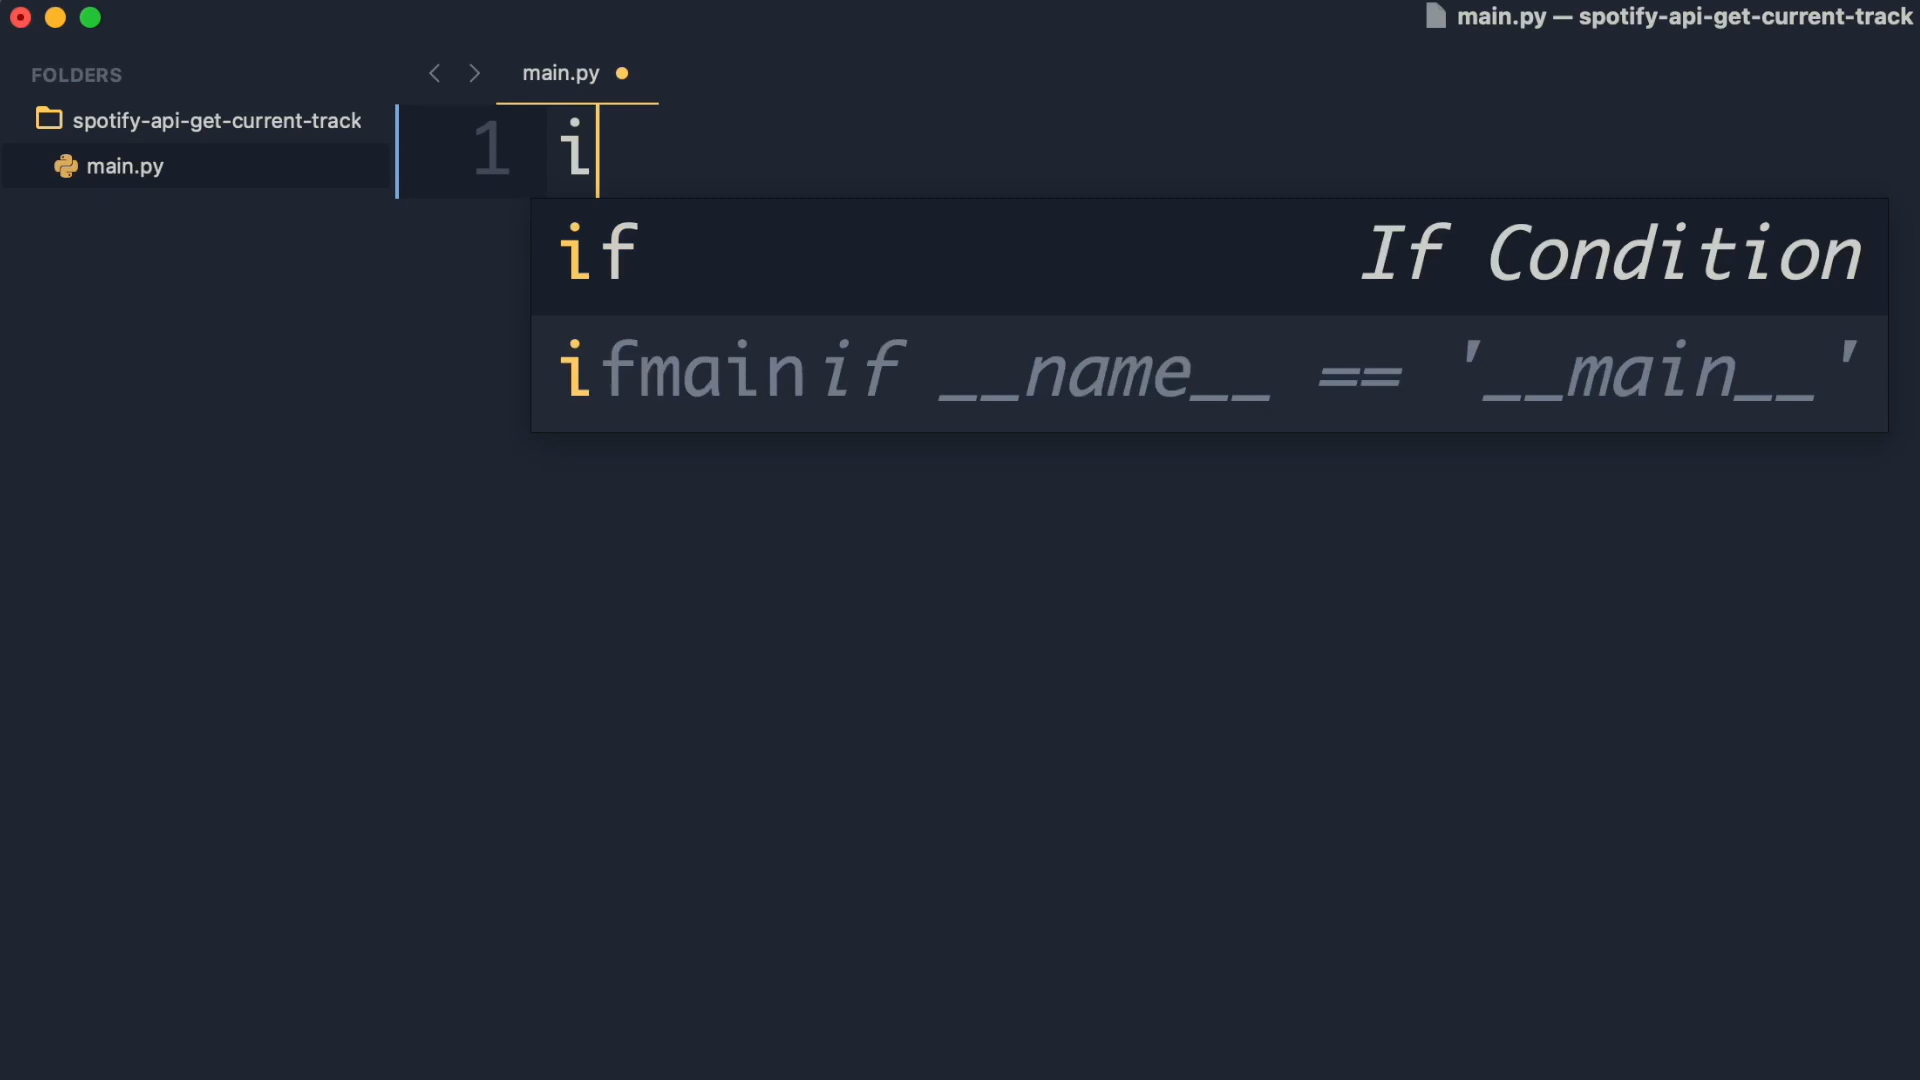 main.py — spotify-api-get-current-track
FOLDERS
spotify-api-get-current-track
main.py
main.py
1 i
if If Condition
ifmain if __name__ == '__main__'